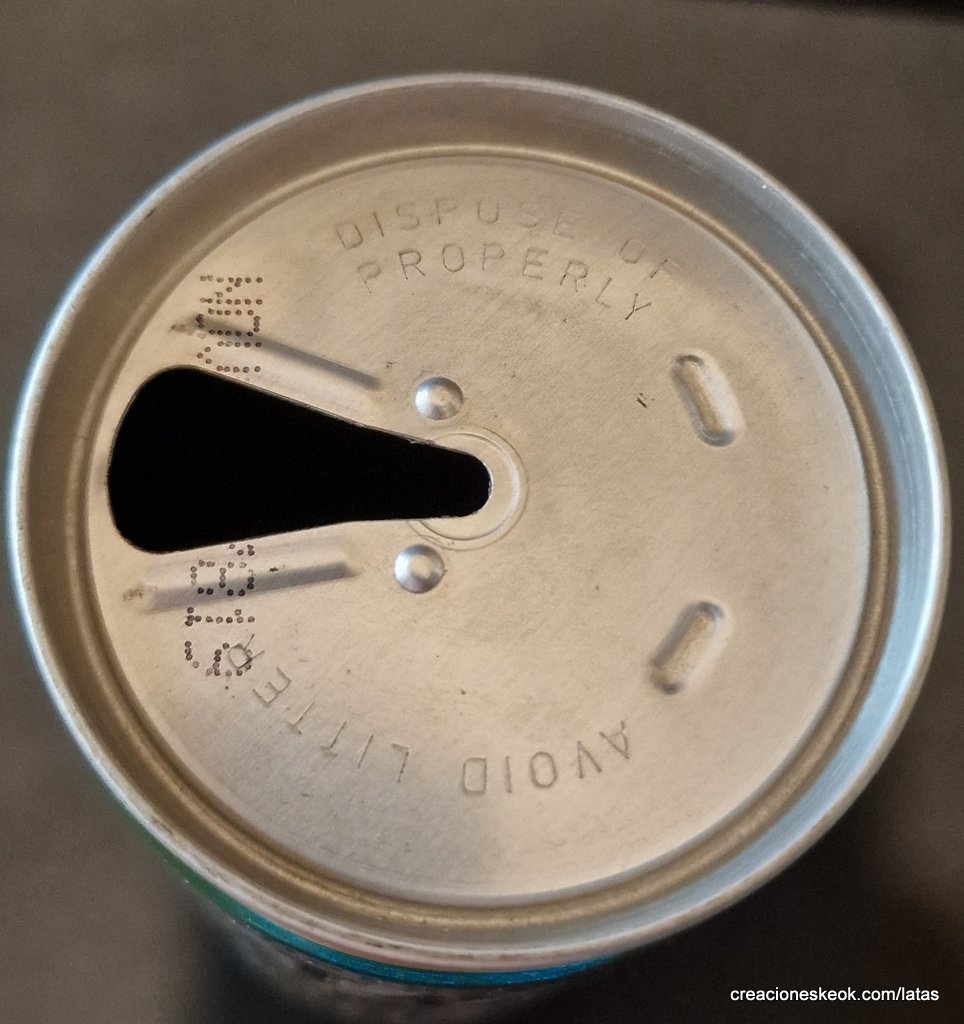 DISPOSE OF
PROPERLY
AVOID LITTER
creacioneskeok.com/latas